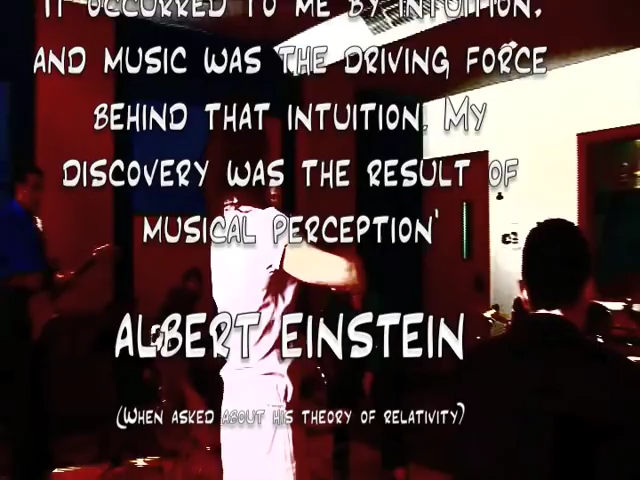 IT OCCURRED TO ME BY INTUITION,
AND MUSIC WAS THE DRIVING FORCE
BEHIND THAT INTUITION. MY
DISCOVERY WAS THE RESULT OF
MUSICAL PERCEPTION'
ALBERT EINSTEIN
(WHEN ASKED ABOUT HIS THEORY OF RELATIVITY)